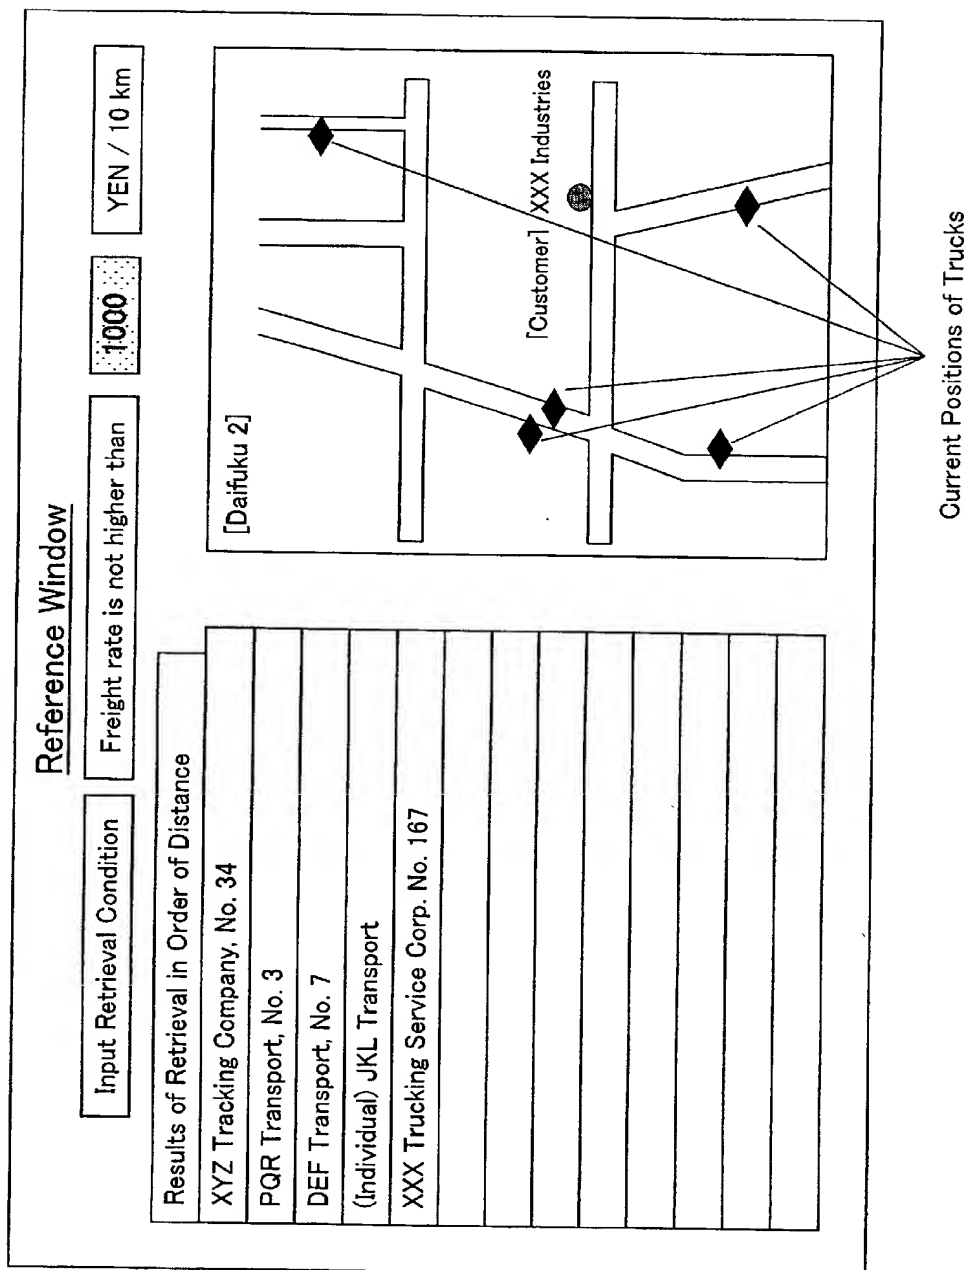 Reference Window
Input Retrieval Condition
Freight rate is not higher than
1000
YEN / 10 km
Results of Retrieval in Order of Distance
XYZ Tracking Company, No. 34
PQR Transport, No. 3
DEF Transport, No. 7
(Individual) JKL Transport
XXX Trucking Service Corp. No. 167
[Daifuku 2]
[Customer] XXX Industries
Current Positions of Trucks